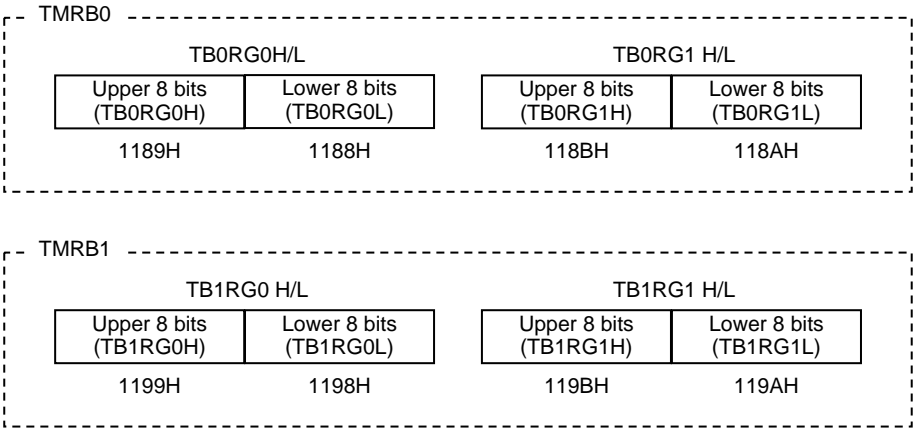 TMRB0
TB0RG0H/L TB0RG1 H/L
Upper 8 bits Lower 8 bits Upper 8 bits Lower 8 bits
(TB0RG0H) (TB0RG0L) (TB0RG1H) (TB0RG1L)
1189H 1188H 118BH 118AH
TMRB1
TB1RG0 H/L TB1RG1 H/L
Upper 8 bits Lower 8 bits Upper 8 bits Lower 8 bits
(TB1RG0H) (TB1RG0L) (TB1RG1H) (TB1RG1L)
1199H 1198H 119BH 119AH